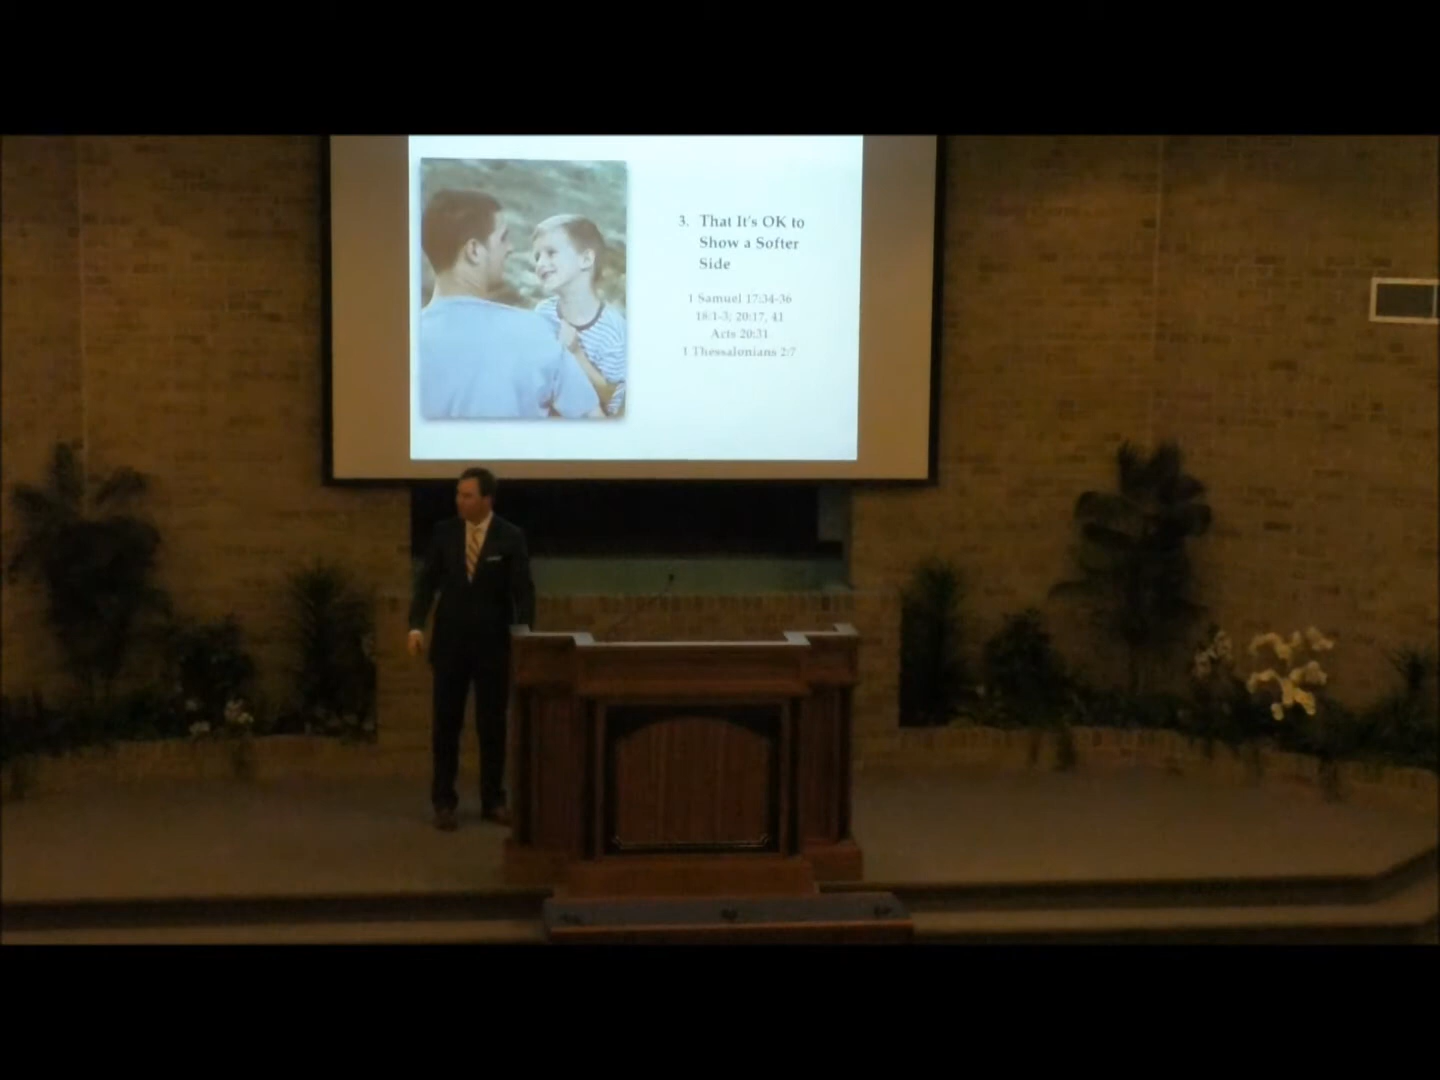 3. That It's OK to
Show a Softer
Side
1 Samuel 17:34-36
18:1-3; 20:17, 41
Acts 20:31
1 Thessalonians 2:7